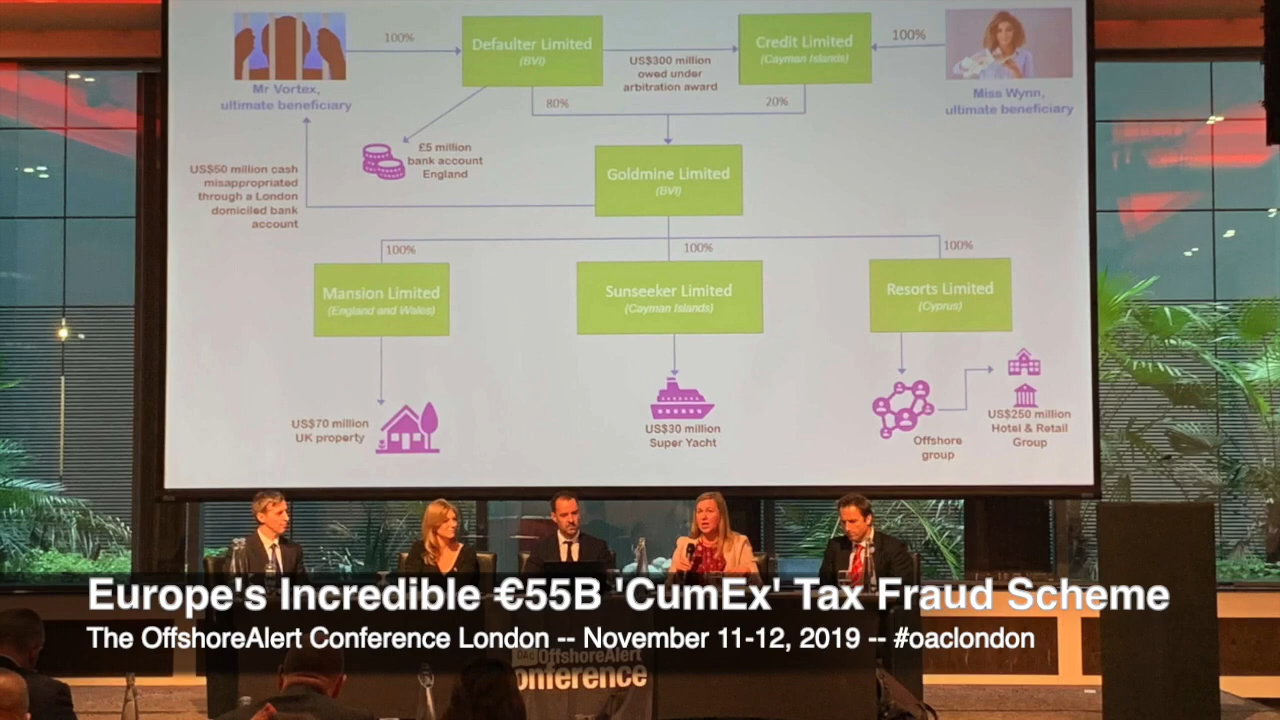 100%
Defaulter Limited
(BVI)
US$300 million
owed under
arbitration award
Credit Limited
(Cayman Islands)
100%
Mr Vortex,
ultimate beneficiary
Miss Wynn,
ultimate beneficiary
80%
20%
£5 million
bank account
England
US$50 million cash
misappropriated
through a London
domiciled bank
account
Goldmine Limited
(BVI)
100%
100%
100%
Mansion Limited
(England and Wales)
Sunseeker Limited
(Cayman Islands)
Resorts Limited
(Cyprus)
US$70 million
UK property
US$30 million
Super Yacht
Offshore
group
US$250 million
Hotel & Retail
Group
Europe's Incredible €55B 'CumEx' Tax Fraud Scheme
The OffshoreAlert Conference London -- November 11-12, 2019 -- #oaclondon
OffshoreAlert
onference